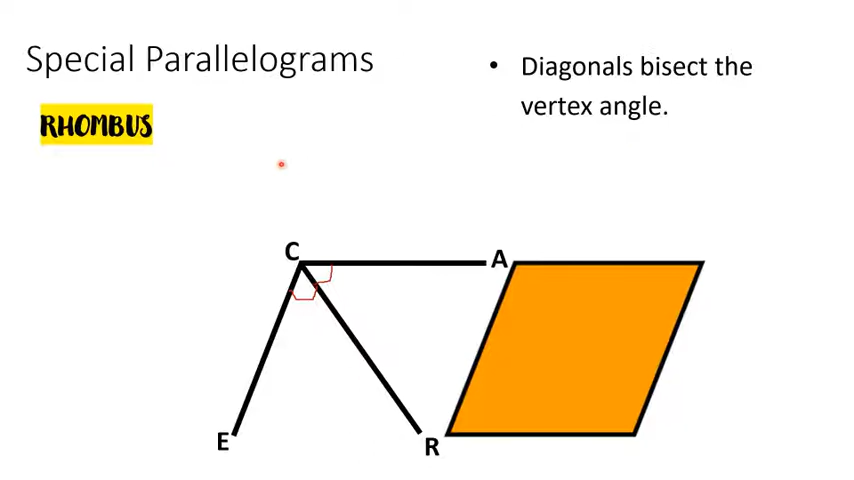 Special Parallelograms
RHOMBUS
• Diagonals bisect the
vertex angle.
C
A
E
R